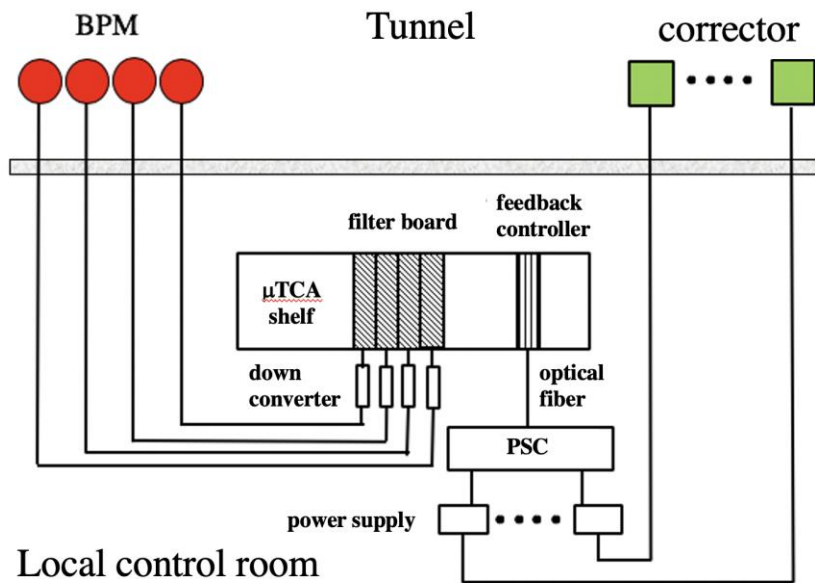 BPM
Tunnel
corrector
filter board
feedback
controller
μTCA
shelf
down
converter
optical
fiber
PSC
power supply
Local control room